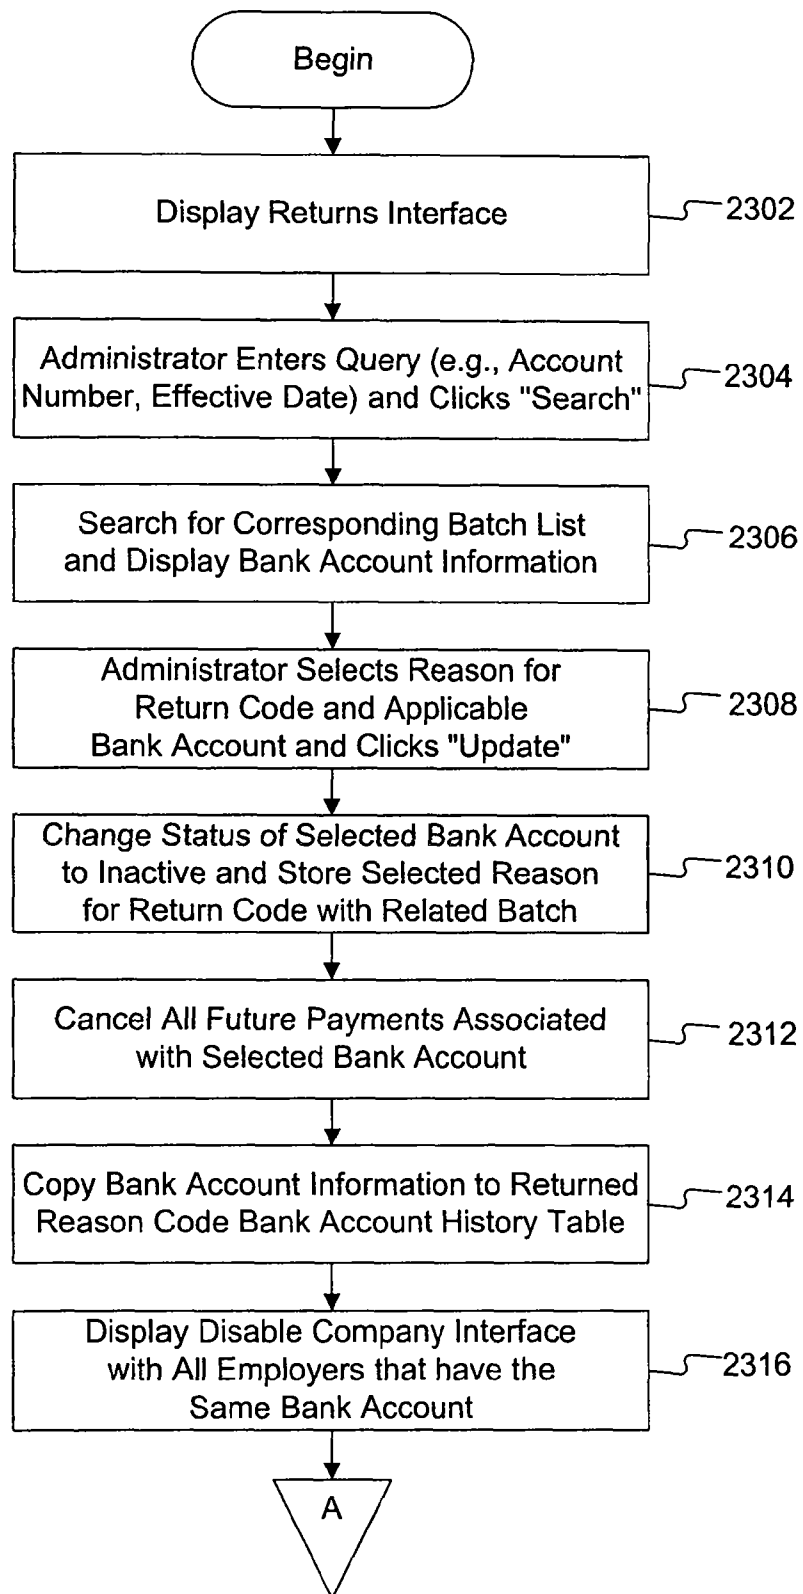 Begin
Display Returns Interface
2302
Administrator Enters Query (e.g., Account
Number, Effective Date) and Clicks "Search"
2304
Search for Corresponding Batch List
and Display Bank Account Information
2306
Administrator Selects Reason for
Return Code and Applicable
Bank Account and Clicks "Update"
2308
Change Status of Selected Bank Account
to Inactive and Store Selected Reason
for Return Code with Related Batch
2310
Cancel All Future Payments Associated
with Selected Bank Account
2312
Copy Bank Account Information to Returned
Reason Code Bank Account History Table
2314
Display Disable Company Interface
with All Employers that have the
Same Bank Account
2316
A